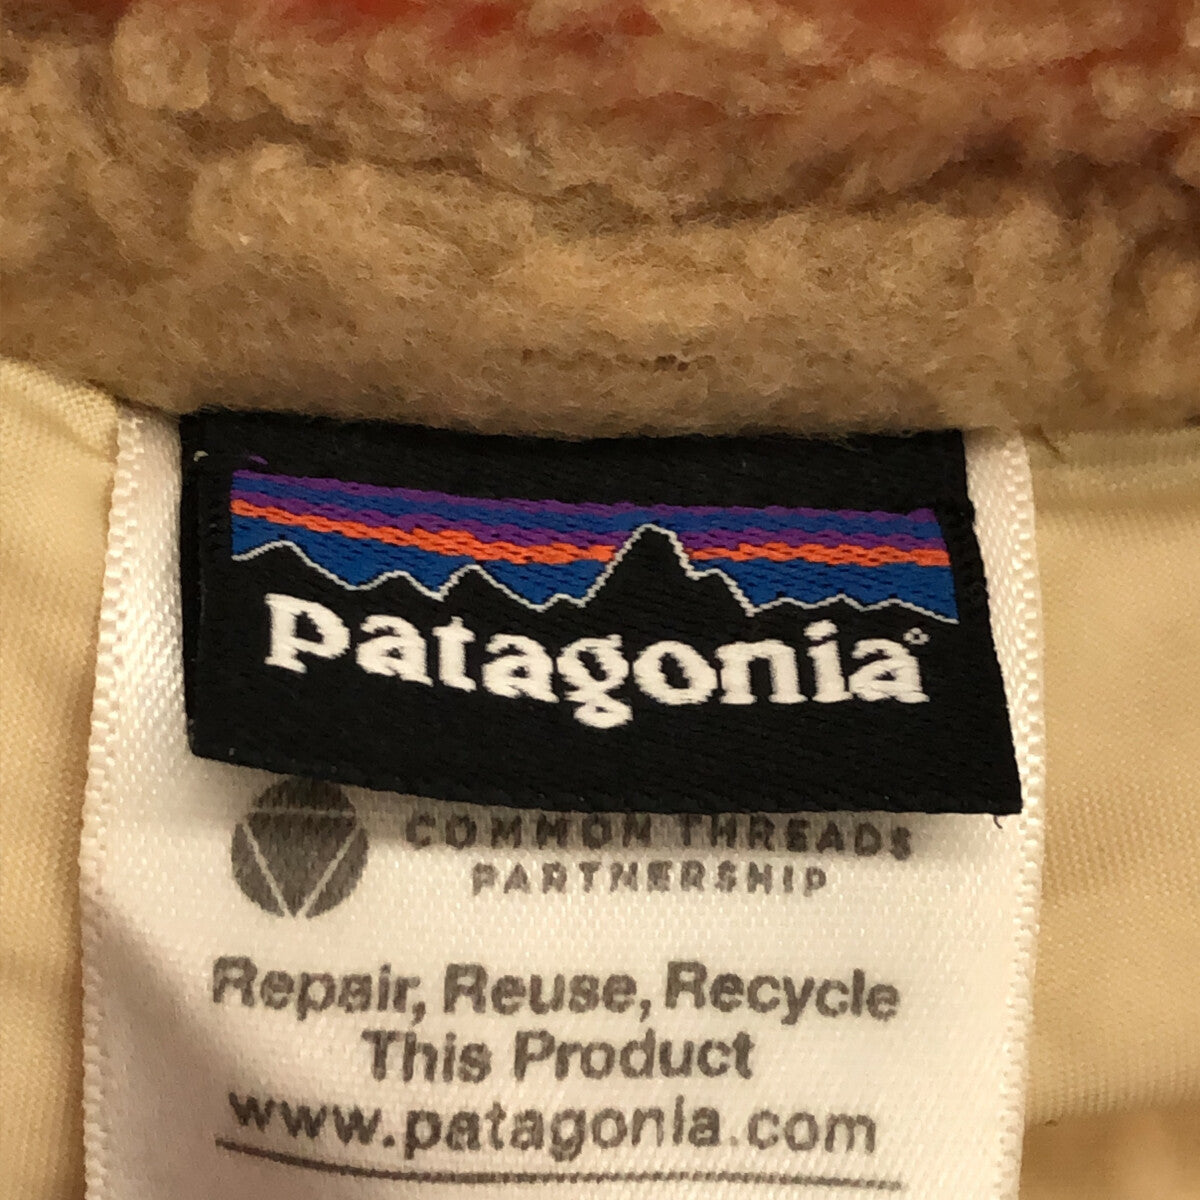 patagonia®
COMMON THREADS
PARTNERSHIP
Repair, Reuse, Recycle
This Product
www.patagonia.com